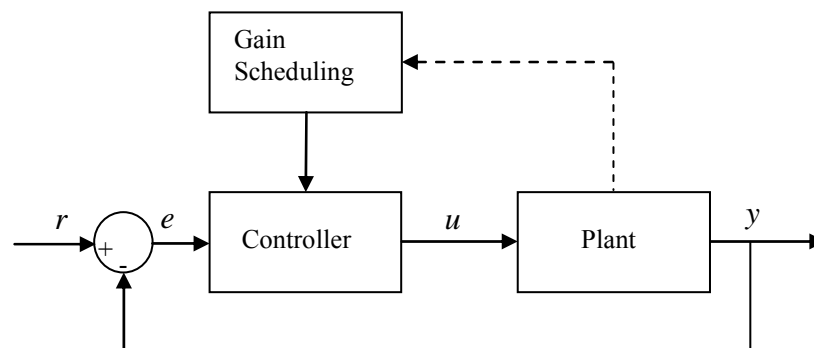 Gain
Scheduling
r
e
u
y
+
-
Controller
Plant